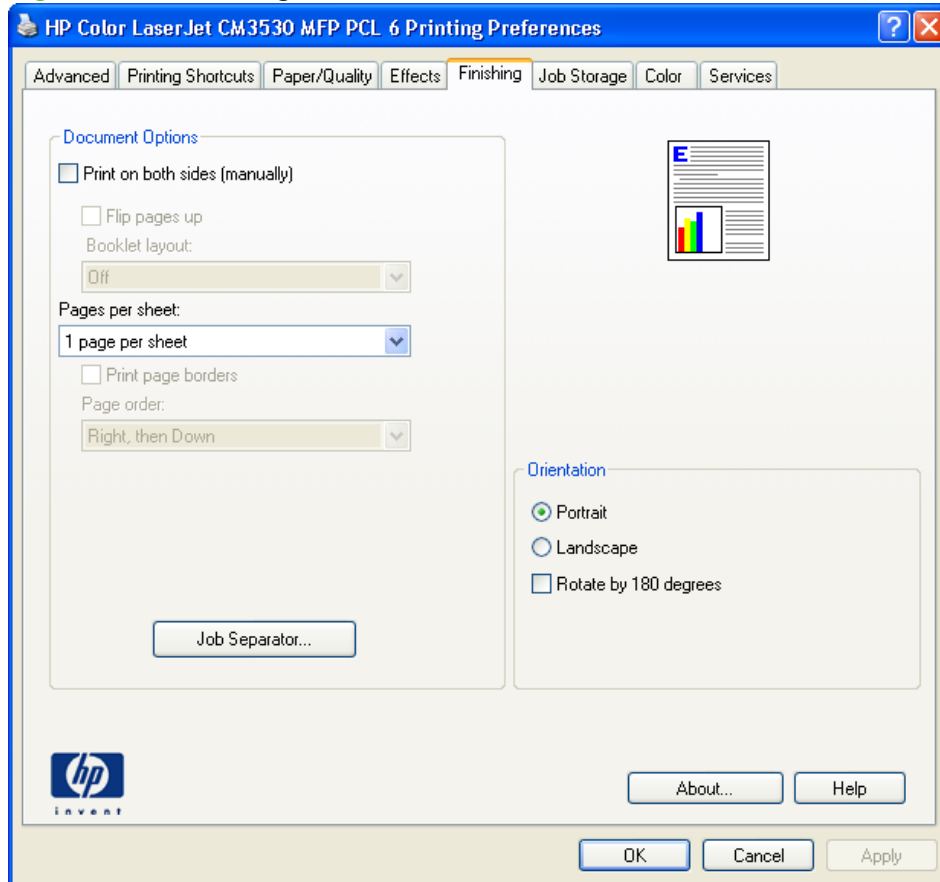 HP Color LaserJet CM3530 MFP PCL 6 Printing Preferences
Advanced Printing Shortcuts Paper/Quality Effects Finishing Job Storage Color Services
Document Options
Print on both sides (manually)
Flip pages up
Booklet layout:
Off
Pages per sheet:
1 page per sheet
Print page borders
Page order:
Right, then Down
Job Separator...
E
Orientation
Portrait
Landscape
Rotate by 180 degrees
hp
invent
About... Help
OK Cancel Apply